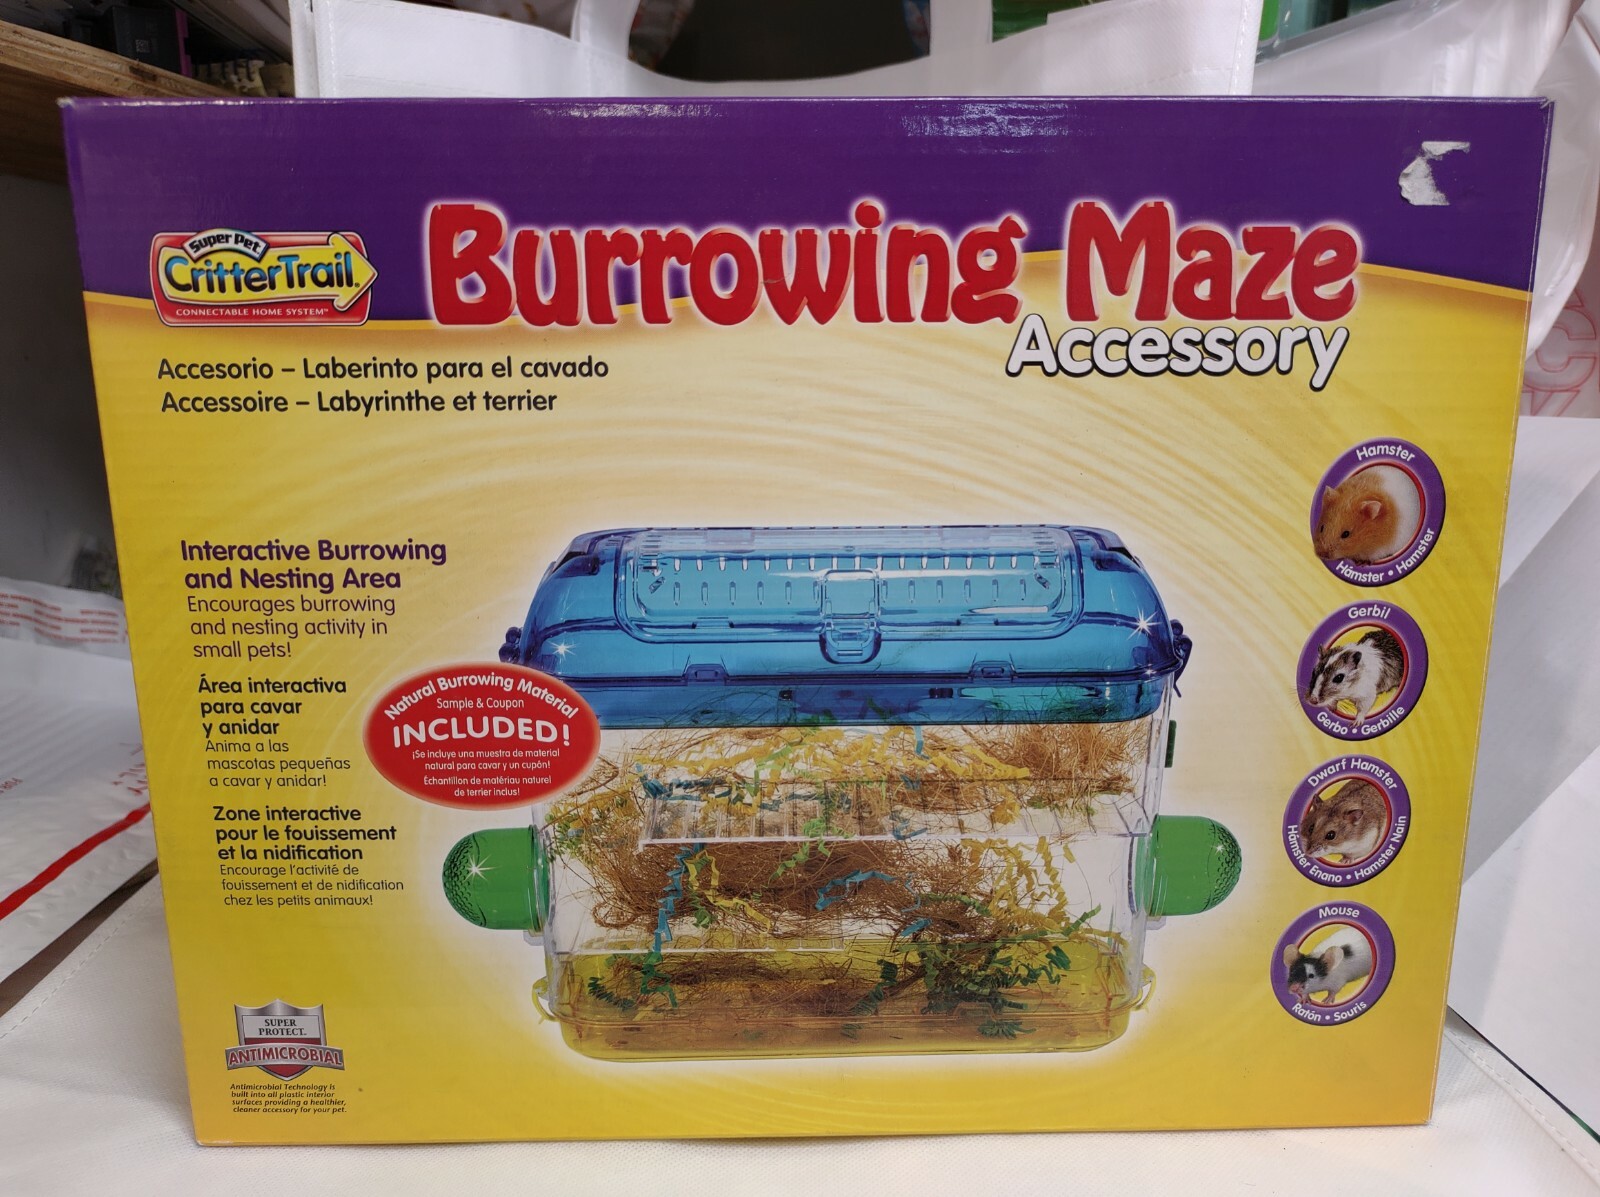 Super Pet
CritterTrail®
CONNECTABLE HOME SYSTEM™
Burrowing Maze
Accessory
Accesorio – Laberinto para el cavado
Accessoire – Labyrinthe et terrier
Interactive Burrowing
and Nesting Area
Encourages burrowing
and nesting activity in
small pets!
Área interactiva
para cavar
y anidar
Anima a las
mascotas pequeñas
a cavar y anidar!
Zone interactive
pour le fouissement
et la nidification
Encourage l'activité de
fouissement et de nidification
chez les petits animaux!
Natural Burrowing Material
Sample & Coupon
INCLUDED!
¡Se incluye una muestra de material
natural para cavar y un cupón!
Échantillon de matériau naturel
de terrier inclus!
Hamster
Hámster • Hamster
Gerbil
Gerbo • Gerbille
Dwarf Hamster
Hámster Enano • Hamster Nain
Mouse
Ratón • Souris
SUPER
PROTECT.
ANTIMICROBIAL
Antimicrobial Technology is
built into all plastic interior
surfaces providing a healthier,
cleaner accessory for your pet.